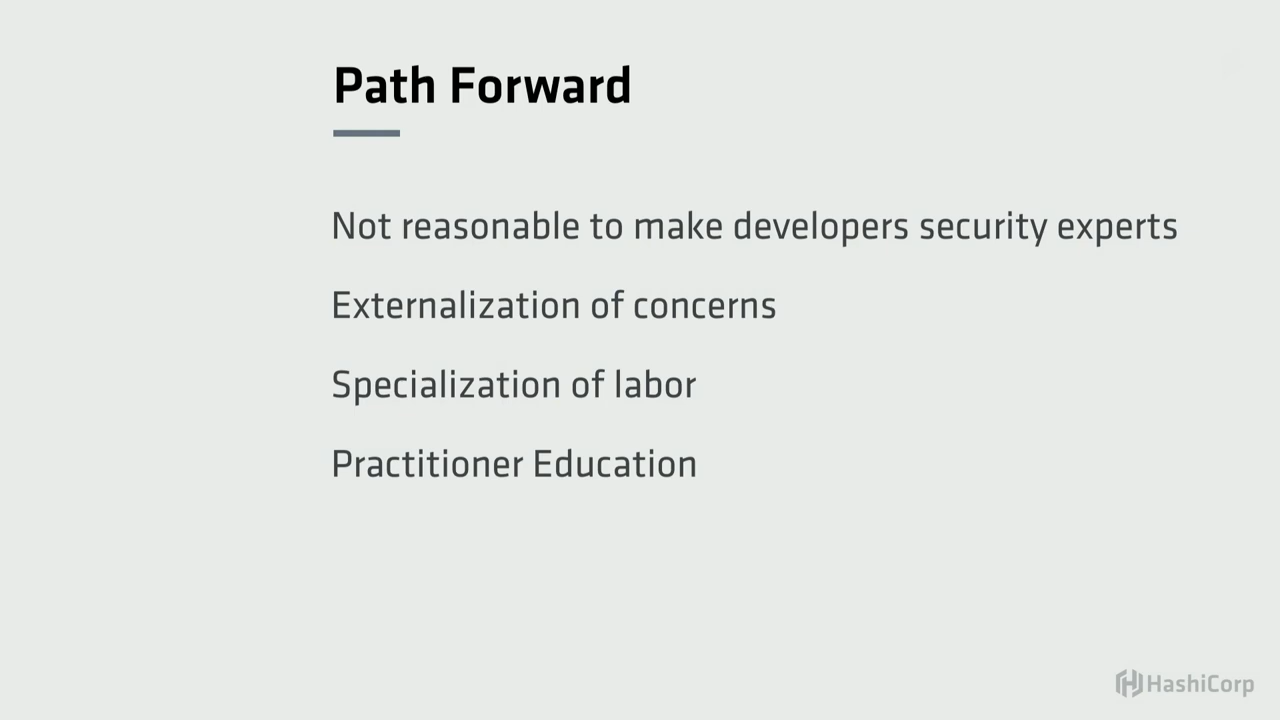 Path Forward
Not reasonable to make developers security experts
Externalization of concerns
Specialization of labor
Practitioner Education
HashiCorp